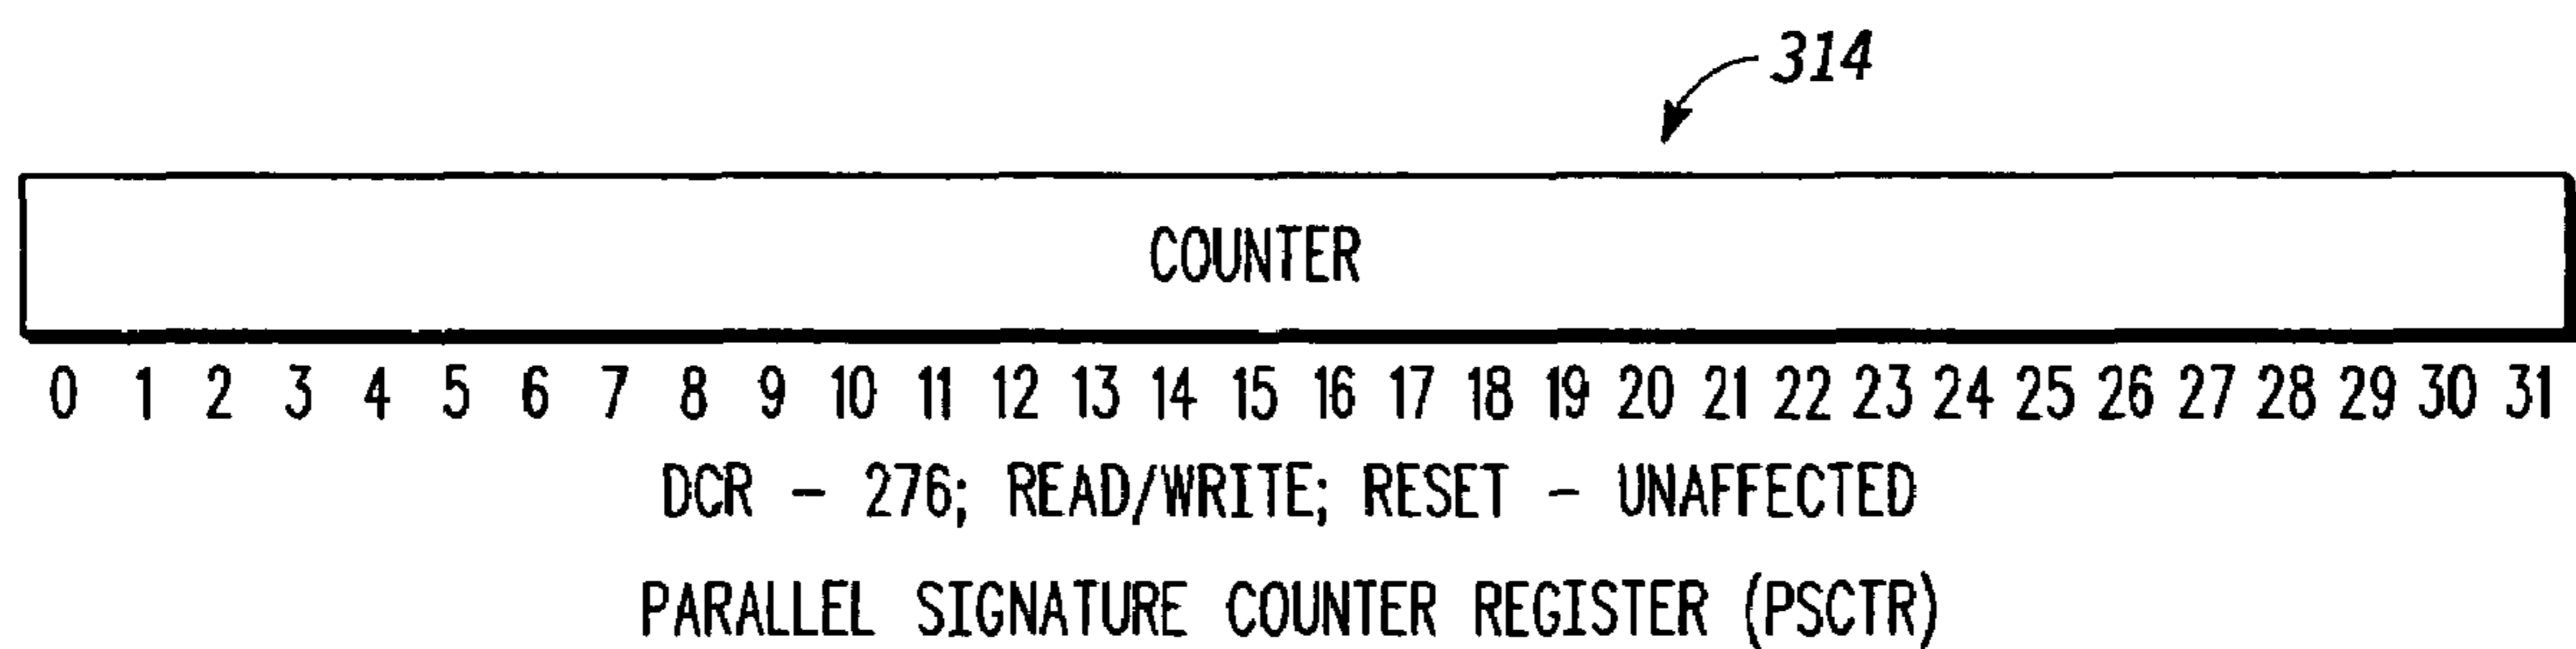 314
COUNTER
0 1 2 3 4 5 6 7 8 9 10 11 12 13 14 15 16 17 18 19 20 21 22 23 24 25 26 27 28 29 30 31
DCR - 276; READ/WRITE; RESET - UNAFFECTED
PARALLEL SIGNATURE COUNTER REGISTER (PSCTR)